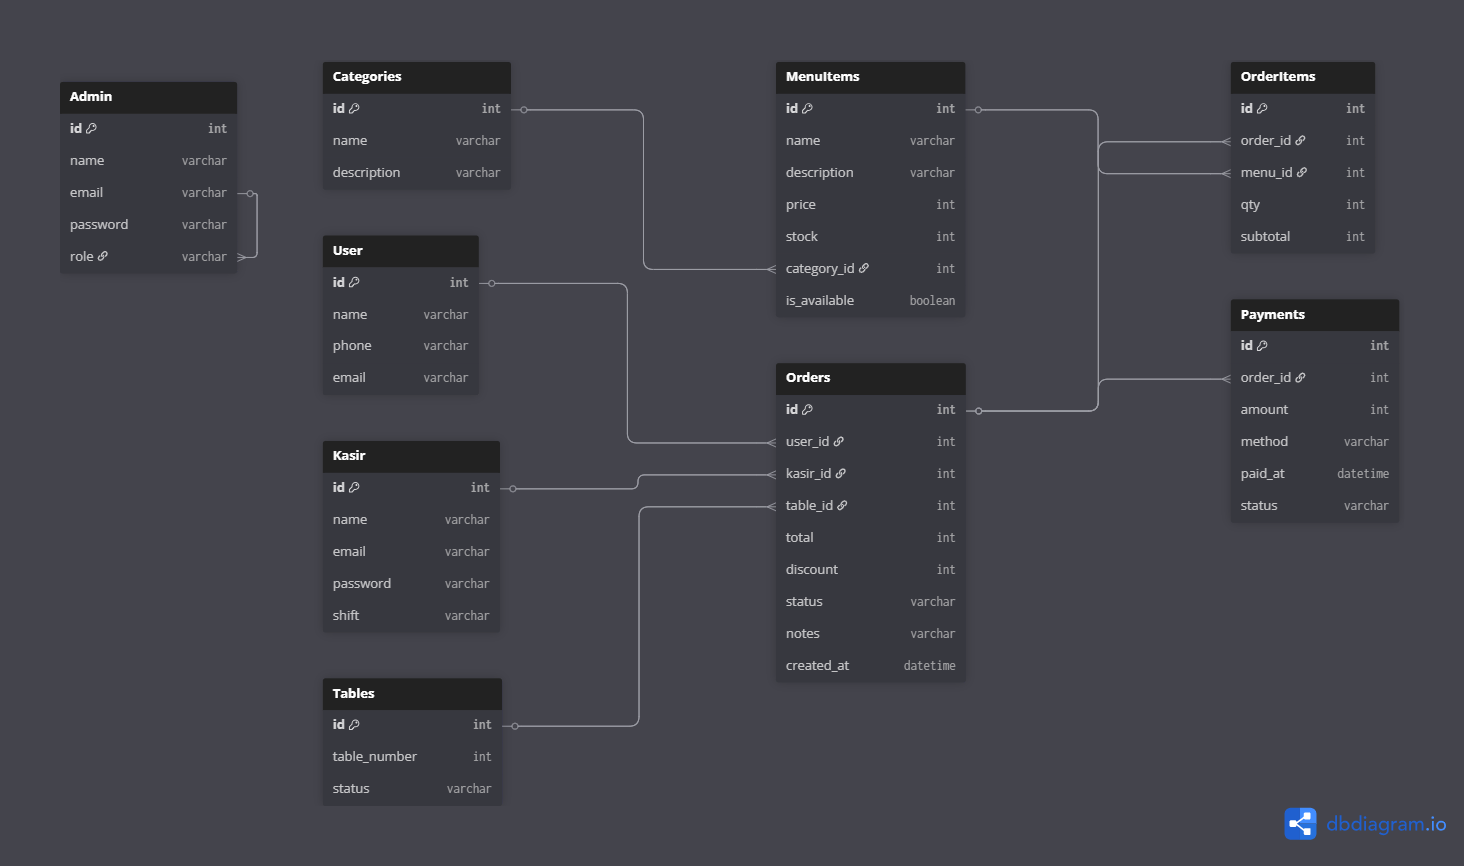 Admin
id int
name varchar
email varchar
password varchar
role varchar
Categories
id int
name varchar
description varchar
User
id int
name varchar
phone varchar
email varchar
Kasir
id int
name varchar
email varchar
password varchar
shift varchar
Tables
id int
table_number int
status varchar
MenuItems
id int
name varchar
description varchar
price int
stock int
category_id int
is_available boolean
Orders
id int
user_id int
kasir_id int
table_id int
total int
discount int
status varchar
notes varchar
created_at datetime
OrderItems
id int
order_id int
menu_id int
qty int
subtotal int
Payments
id int
order_id int
amount int
method varchar
paid_at datetime
status varchar
dbdiagram.io